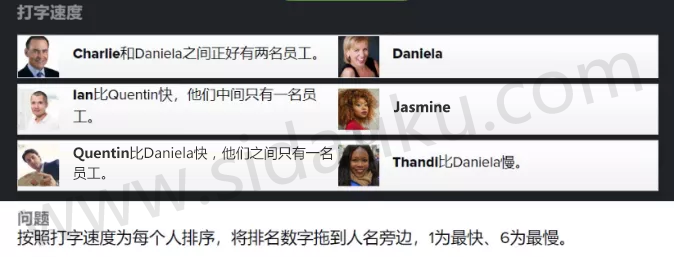 打字速度
Charlie和Daniela之间正好有两名员工。
Daniela
Ian比Quentin快，他们中间只有一名员
工。
Jasmine
Quentin比Daniela快，他们之间只有一名
员工。
Thandi比Daniela慢。
www.sidatiku.com
问题
按照打字速度为每个人排序，将排名数字拖到人名旁边，1为最快、6为最慢。